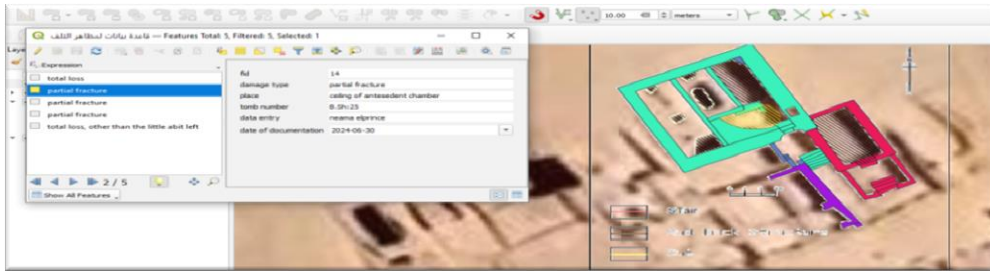 10.00
meters
قاعدة بيانات لمظاهر التلف — Features Total: 5, Filtered: 5, Selected: 1
Laye
Expression
total loss
partial fracture
partial fracture
partial fracture
total loss, other than the little abit left
2 / 5
Show All Features
fid 14
damage type partial fracture
place ceiling of antesedent chamber
tomb number B.Sh:25
data entry neama elprince
date of documentation 2024-06-30